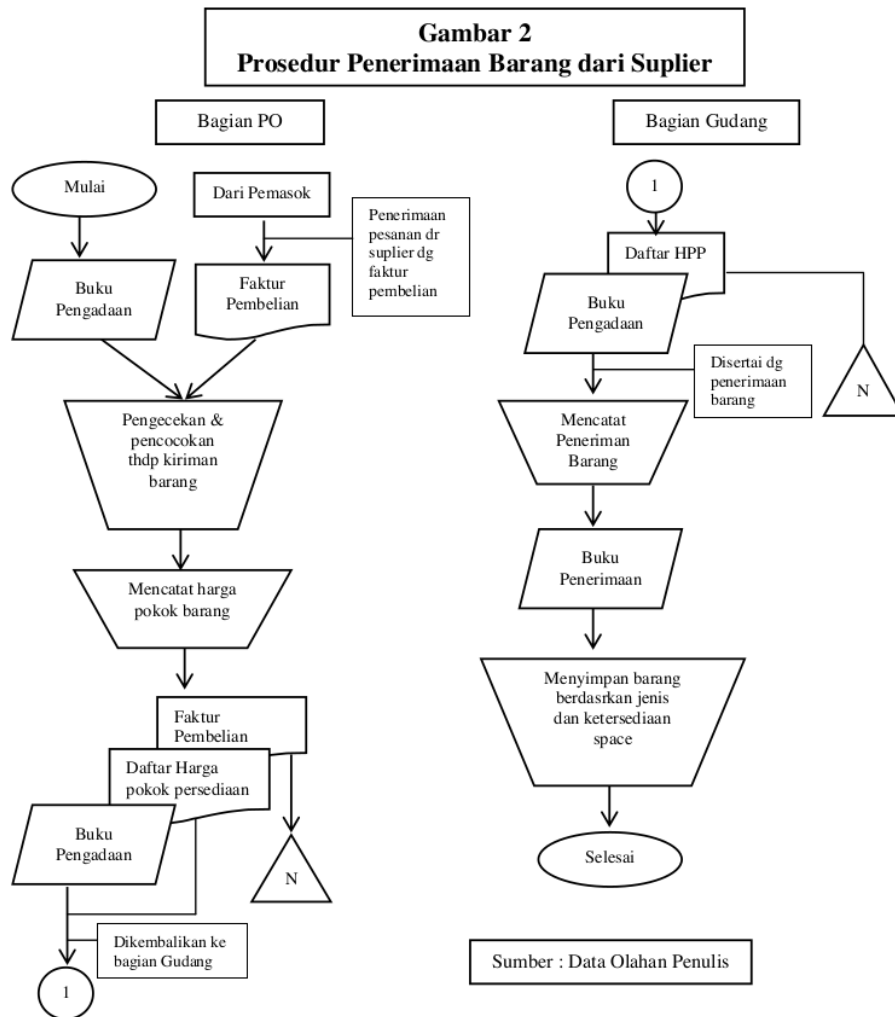 Gambar 2
Prosedur Penerimaan Barang dari Suplier
Bagian PO
Mulai
Dari Pemasok
Penerimaan
pesanan dr
suplier dg
faktur
pembelian
Buku
Pengadaan
Faktur
Pembelian
Pengecekan &
pencocokan
thdp kiriman
barang
Mencatat harga
pokok barang
Faktur
Pembelian
Daftar Harga
pokok persediaan
Buku
Pengadaan
N
Dikembalikan ke
bagian Gudang
1
Bagian Gudang
1
Daftar HPP
Buku
Pengadaan
N
Disertai dg
penerimaan
barang
Mencatat
Peneriman
Barang
Buku
Penerimaan
Menyimpan barang
berdasrkan jenis
dan ketersediaan
space
Selesai
Sumber : Data Olahan Penulis